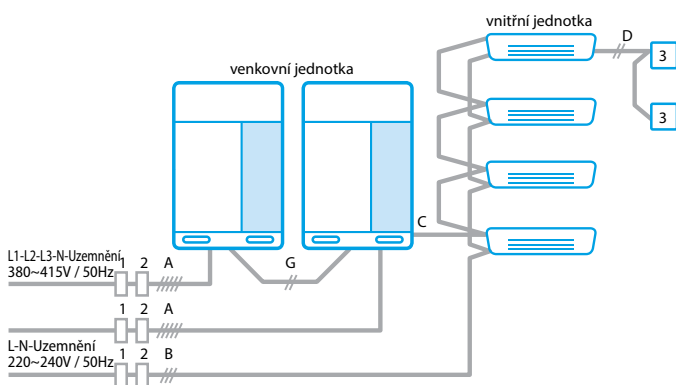 vnitřní jednotka
D
3
venkovní jednotka
3
C
L1-L2-L3-N-Uzemnění
380~415V / 50Hz
1 2 A
G
1 2 A
L-N-Uzemnění
220~240V / 50Hz
1 2 B